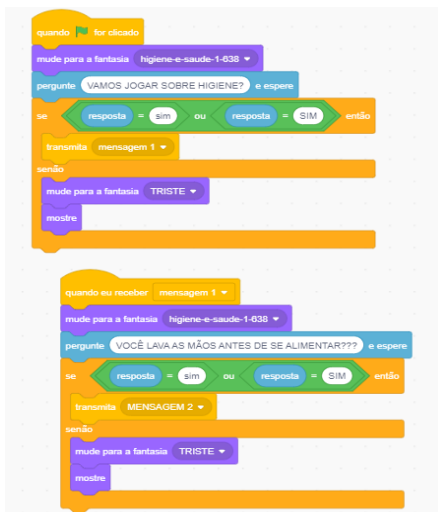 quando for clicado
mude para a fantasia higiene-e-saude-1-638
pergunte VAMOS JOGAR SOBRE HIGIENE? e espere
se resposta = sim ou resposta = SIM então
transmita mensagem 1
senão
mude para a fantasia TRISTE
mostre
quando eu receber mensagem 1
mude para a fantasia higiene-e-saude-1-638
pergunte VOCÊ LAVA AS MÃOS ANTES DE SE ALIMENTAR??? e espere
se resposta = sim ou resposta = SIM então
transmita MENSAGEM 2
senão
mude para a fantasia TRISTE
mostre